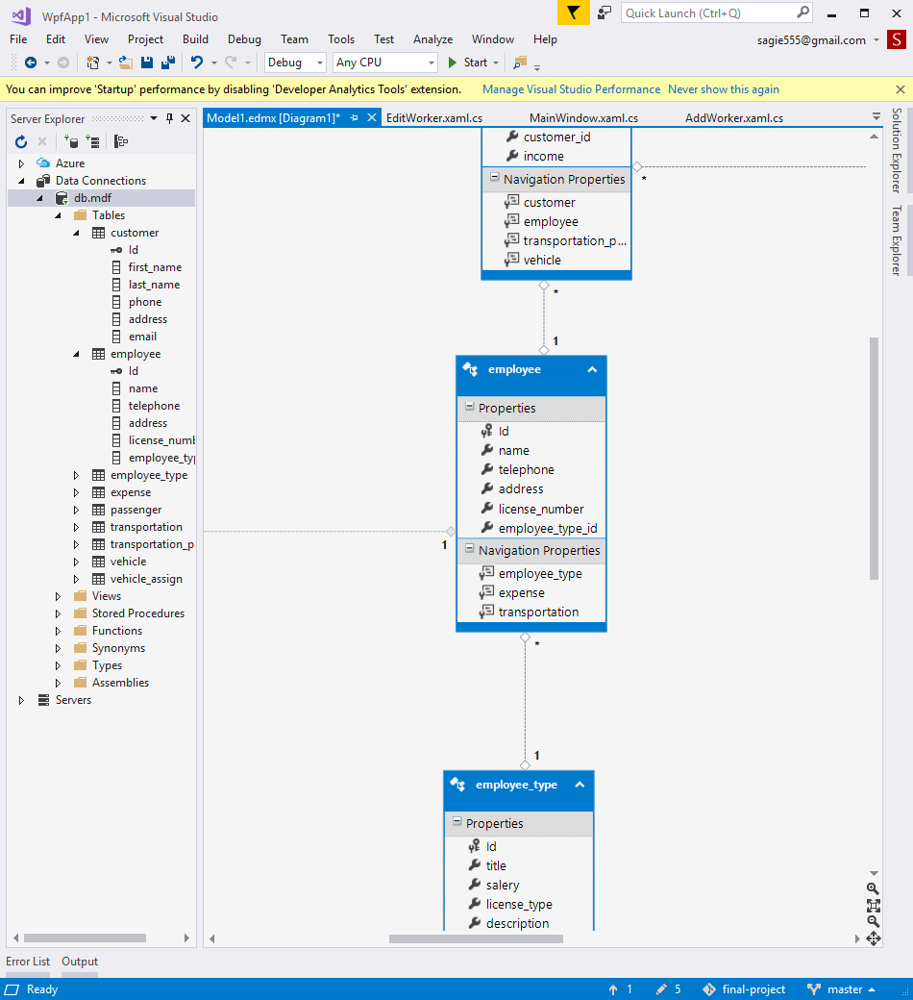 WpfApp1 - Microsoft Visual Studio
Quick Launch (Ctrl+Q)
File Edit View Project Build Debug Team Tools Test Analyze Window Help
sagie555@gmail.com
S
Debug Any CPU Start
You can improve 'Startup' performance by disabling 'Developer Analytics Tools' extension. Manage Visual Studio Performance Never show this again
Server Explorer
Azure
Data Connections
db.mdf
Tables
customer
Id
first_name
last_name
phone
address
email
employee
Id
name
telephone
address
license_numb
employee_typ
employee_type
expense
passenger
transportation
transportation_p
vehicle
vehicle_assign
Views
Stored Procedures
Functions
Synonyms
Types
Assemblies
Servers
Model1.edmx [Diagram1]* EditWorker.xaml.cs MainWindow.xaml.cs AddWorker.xaml.cs
customer_id
income
Navigation Properties
*
customer
employee
transportation_p...
vehicle
*
1
employee
Properties
Id
name
telephone
address
license_number
employee_type_id
1
Navigation Properties
employee_type
expense
transportation
*
1
employee_type
Properties
Id
title
salery
license_type
description
Solution Explorer
Team Explorer
Error List Output
Ready 1 5 final-project master